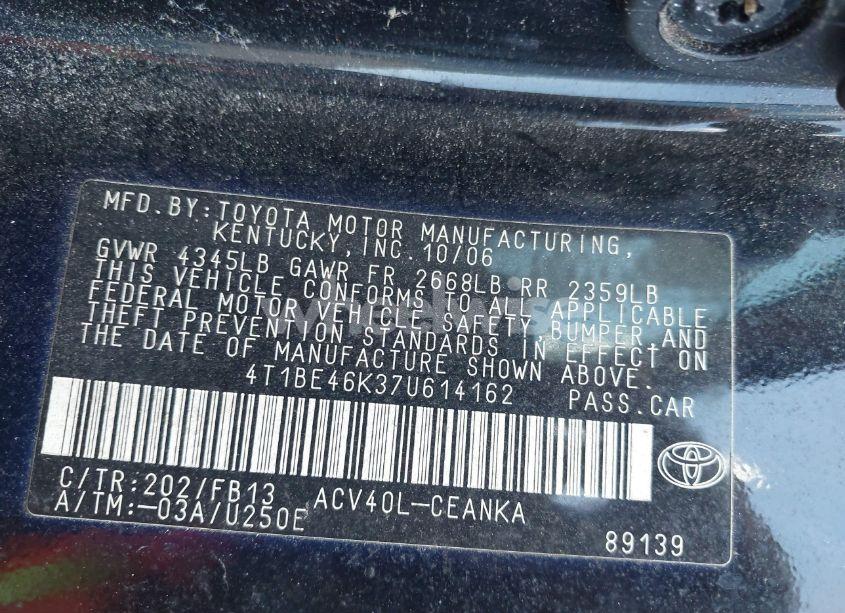 MFD.BY:TOYOTA MOTOR MANUFACTURING,
KENTUCKY,INC.10/06
GVWR 4345LB GAWR FR 2668LB RR 2359LB
THIS VEHICLE CONFORMS TO ALL APPLICABLE
FEDERAL MOTOR VEHICLE SAFETY,BUMPER,AND
THEFT PREVENTION STANDARDS IN EFFECT ON
THE DATE OF MANUFACTURE SHOWN ABOVE.
4T1BE46K37U614162 PASS.CAR
C/TR:202/FB13 ACV40L-CEANKA
A/TM:-03A/U250E
89139